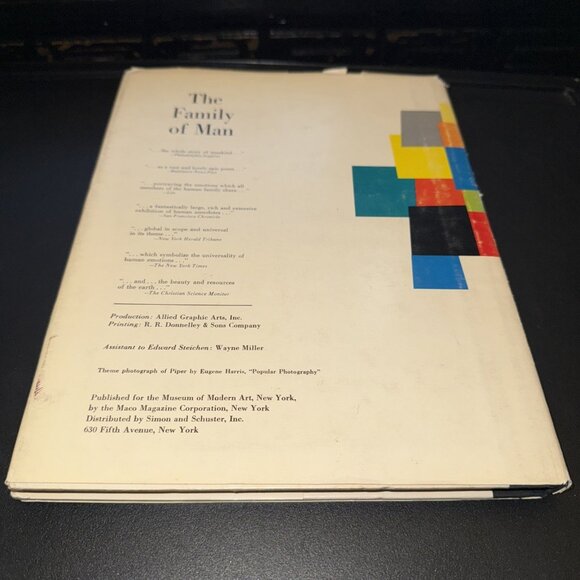 The
Family
of Man
"the whole story of mankind . . ."
—Philadelphia Inquirer
". . . as a vast and lonely epic poem . . ."
". . . portraying the emotions which all
members of the human family share . . ."
". . . a fantastically large, rich and extensive
exhibition of human anecdotes . . ."
—San Francisco Chronicle
". . . global in scope and universal
in its theme . . ."
—New York Herald Tribune
". . . which symbolize the universality of
human emotions . . ."
—The New York Times
". . . and . . . the beauty and resources
of the earth . . ."
—The Christian Science Monitor
Production: Allied Graphic Arts, Inc.
Printing: R. R. Donnelley & Sons Company
Assistant to Edward Steichen: Wayne Miller
Theme photograph of Piper by Eugene Harris, "Popular Photography"
Published for the Museum of Modern Art, New York,
by the Maco Magazine Corporation, New York
Distributed by Simon and Schuster, Inc.
630 Fifth Avenue, New York